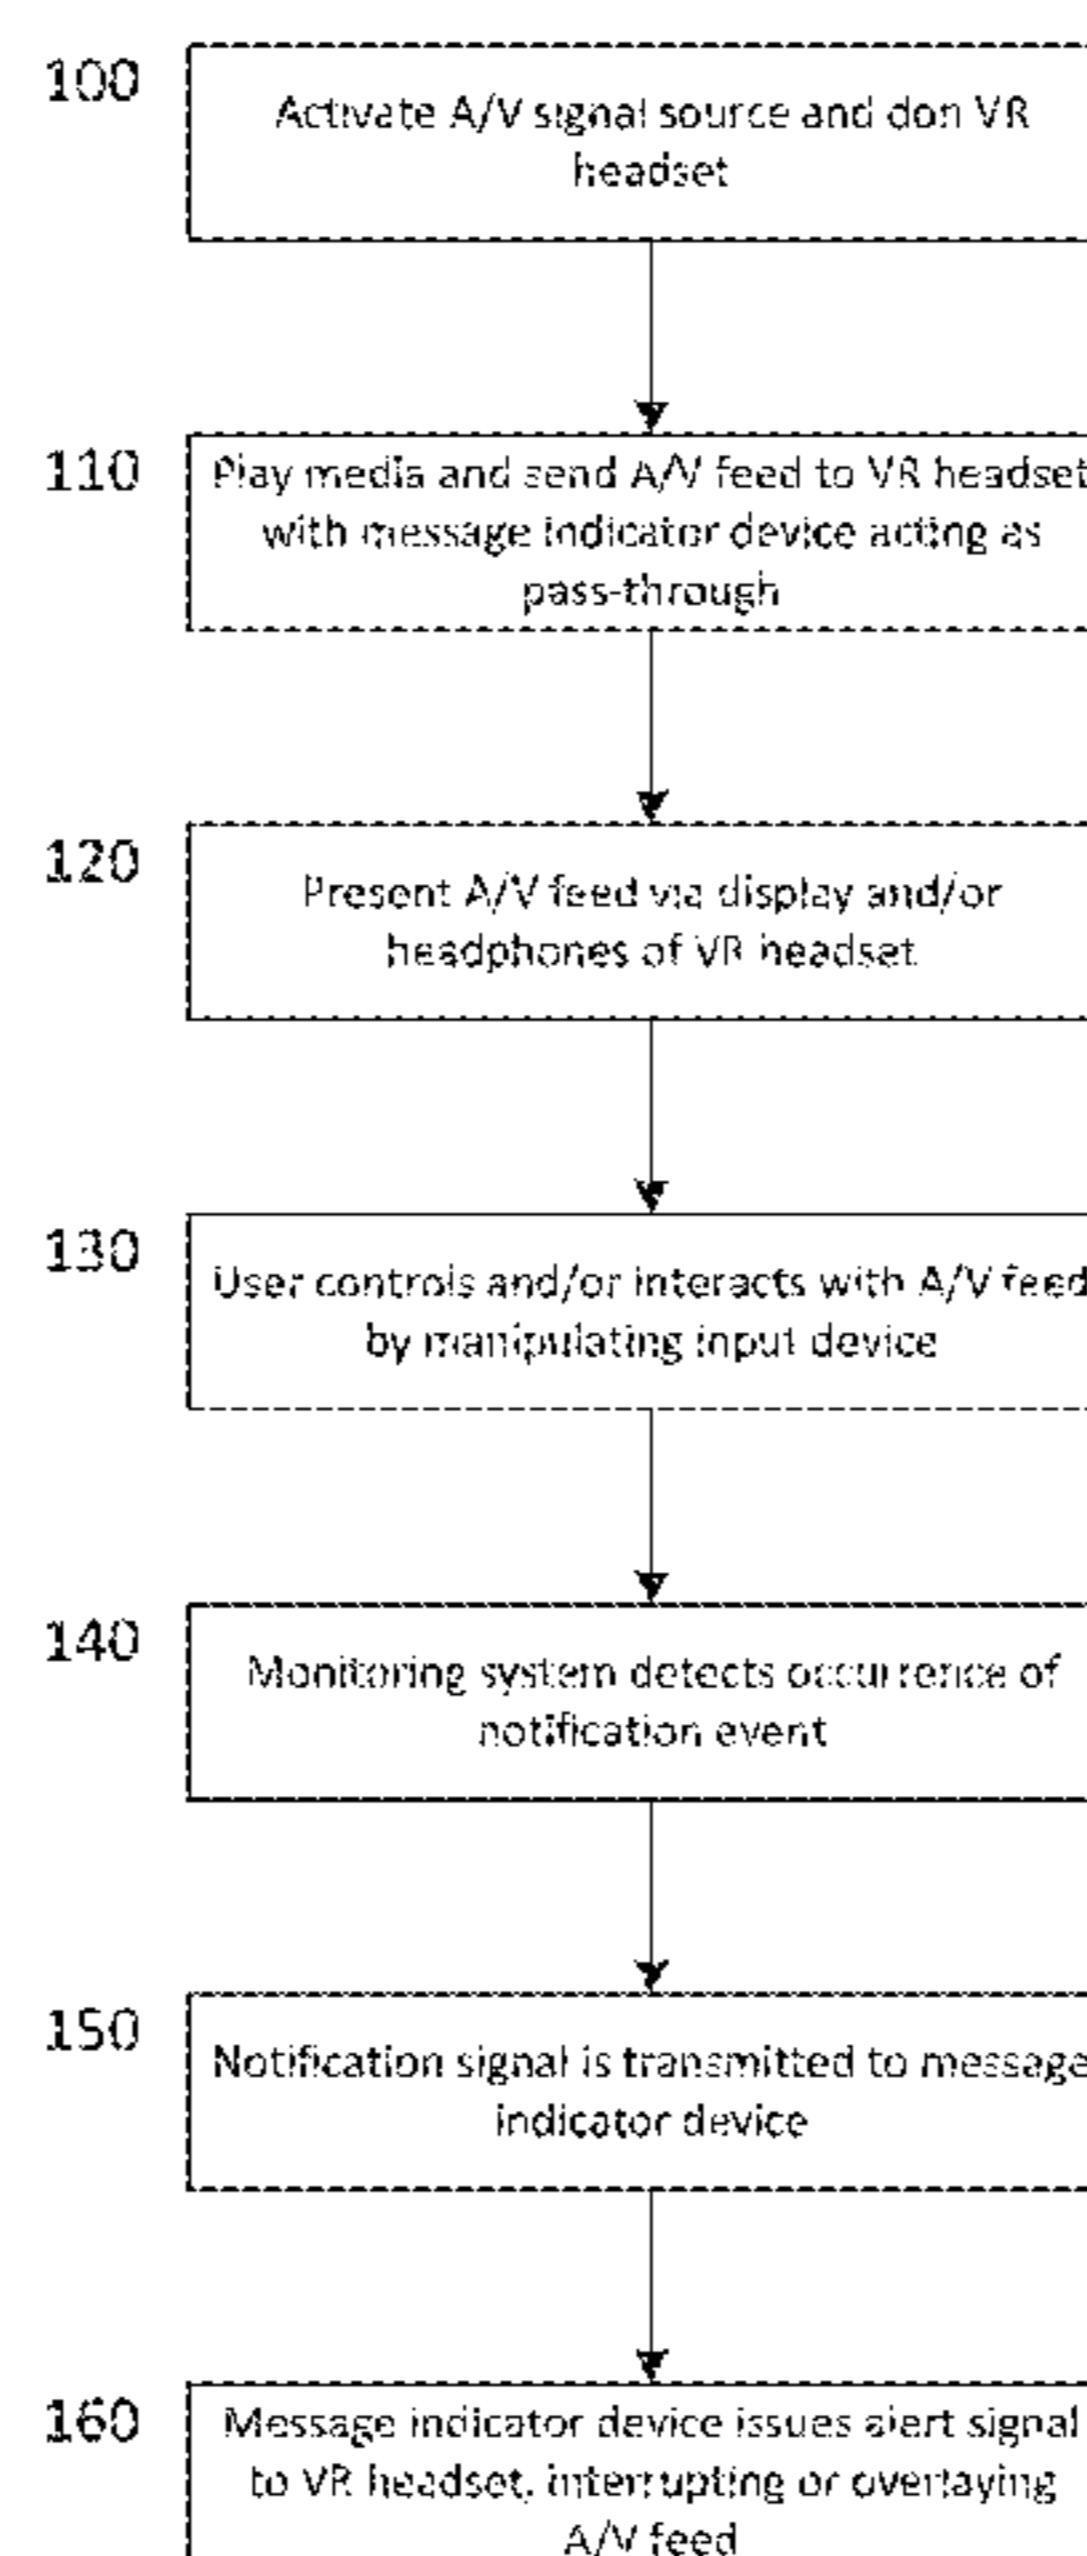 100
Activate A/V signal source and don VR
headset
110
Play media and send A/V feed to VR headset
with message indicator device acting as
pass-through
120
Present A/V feed via display and/or
headphones of VR headset
130
User controls and/or interacts with A/V feed
by manipulating input device
140
Monitoring system detects occurrence of
notification event
150
Notification signal is transmitted to message
indicator device
160
Message indicator device issues alert signal
to VR headset, interrupting or overlaying
A/V feed